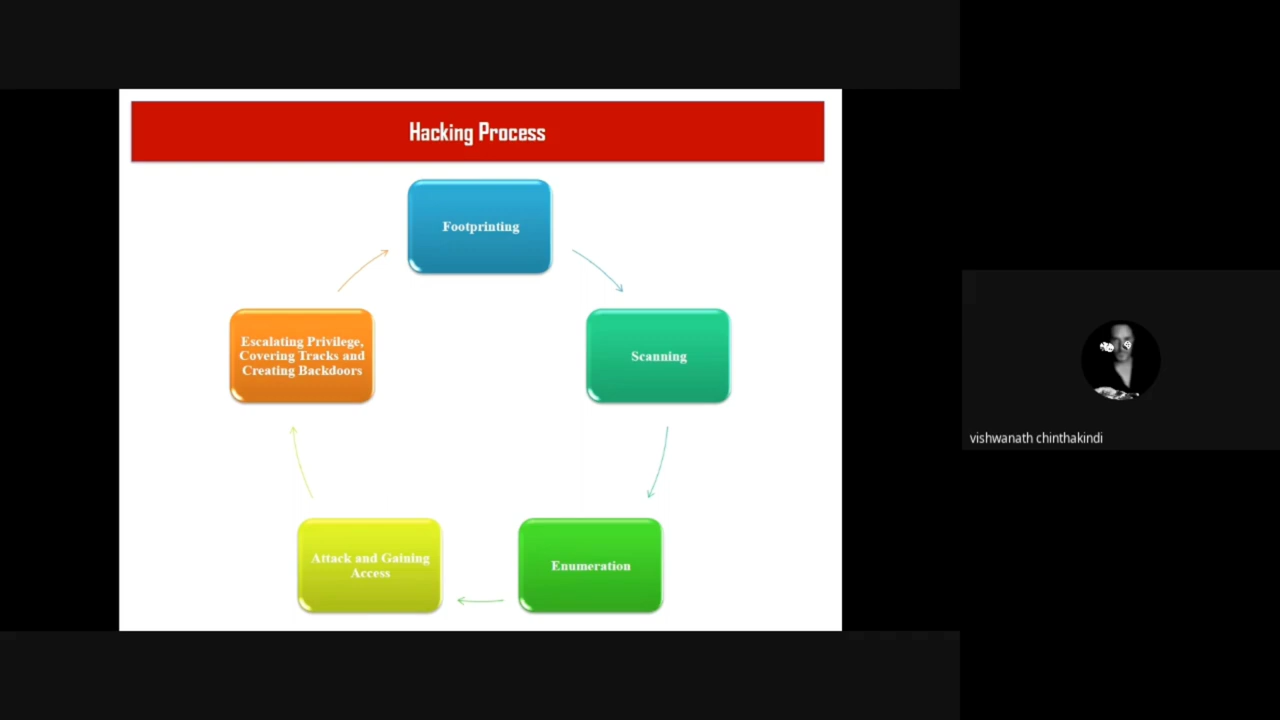 Hacking Process
Footprinting
Scanning
Enumeration
Attack and Gaining
Access
Escalating Privilege,
Covering Tracks and
Creating Backdoors
vishwanath chinthakindi